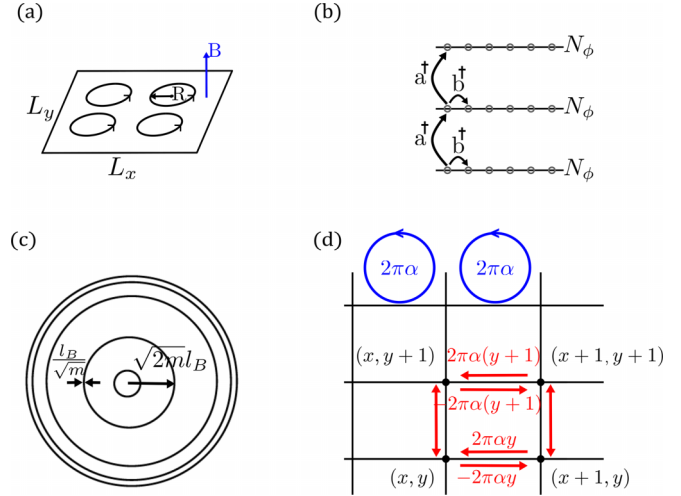 (a)
B
R
L_y
L_x
(b)
N_ϕ
a†
b†
N_ϕ
a†
b†
N_ϕ
(c)
l_B/√m
√2m l_B
(d)
2πα
2πα
(x, y + 1)
2πα(y + 1)
(x + 1, y + 1)
−2πα(y + 1)
2παy
(x, y)
−2παy
(x + 1, y)